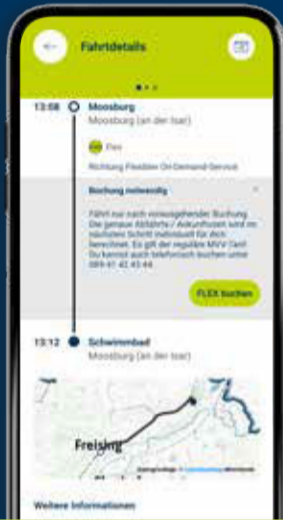 Fahrtdetails
13:08 Moosburg
Moosburg (an der Isar)
Flex
Richtung Flexibler On-Demand-Service
Buchung notwendig
Fährt nur nach vorausgehender Buchung.
Die genaue Abfahrts-/ Ankunftszeit wird im
nächsten Schritt individuell für dich
berechnet. Es gilt der reguläre MVV-Tarif.
Du kannst auch telefonisch buchen unter
089 41 42 43 44.
FLEX buchen
13:12 Schwimmbad
Moosburg (an der Isar)
Freising
Weitere Informationen